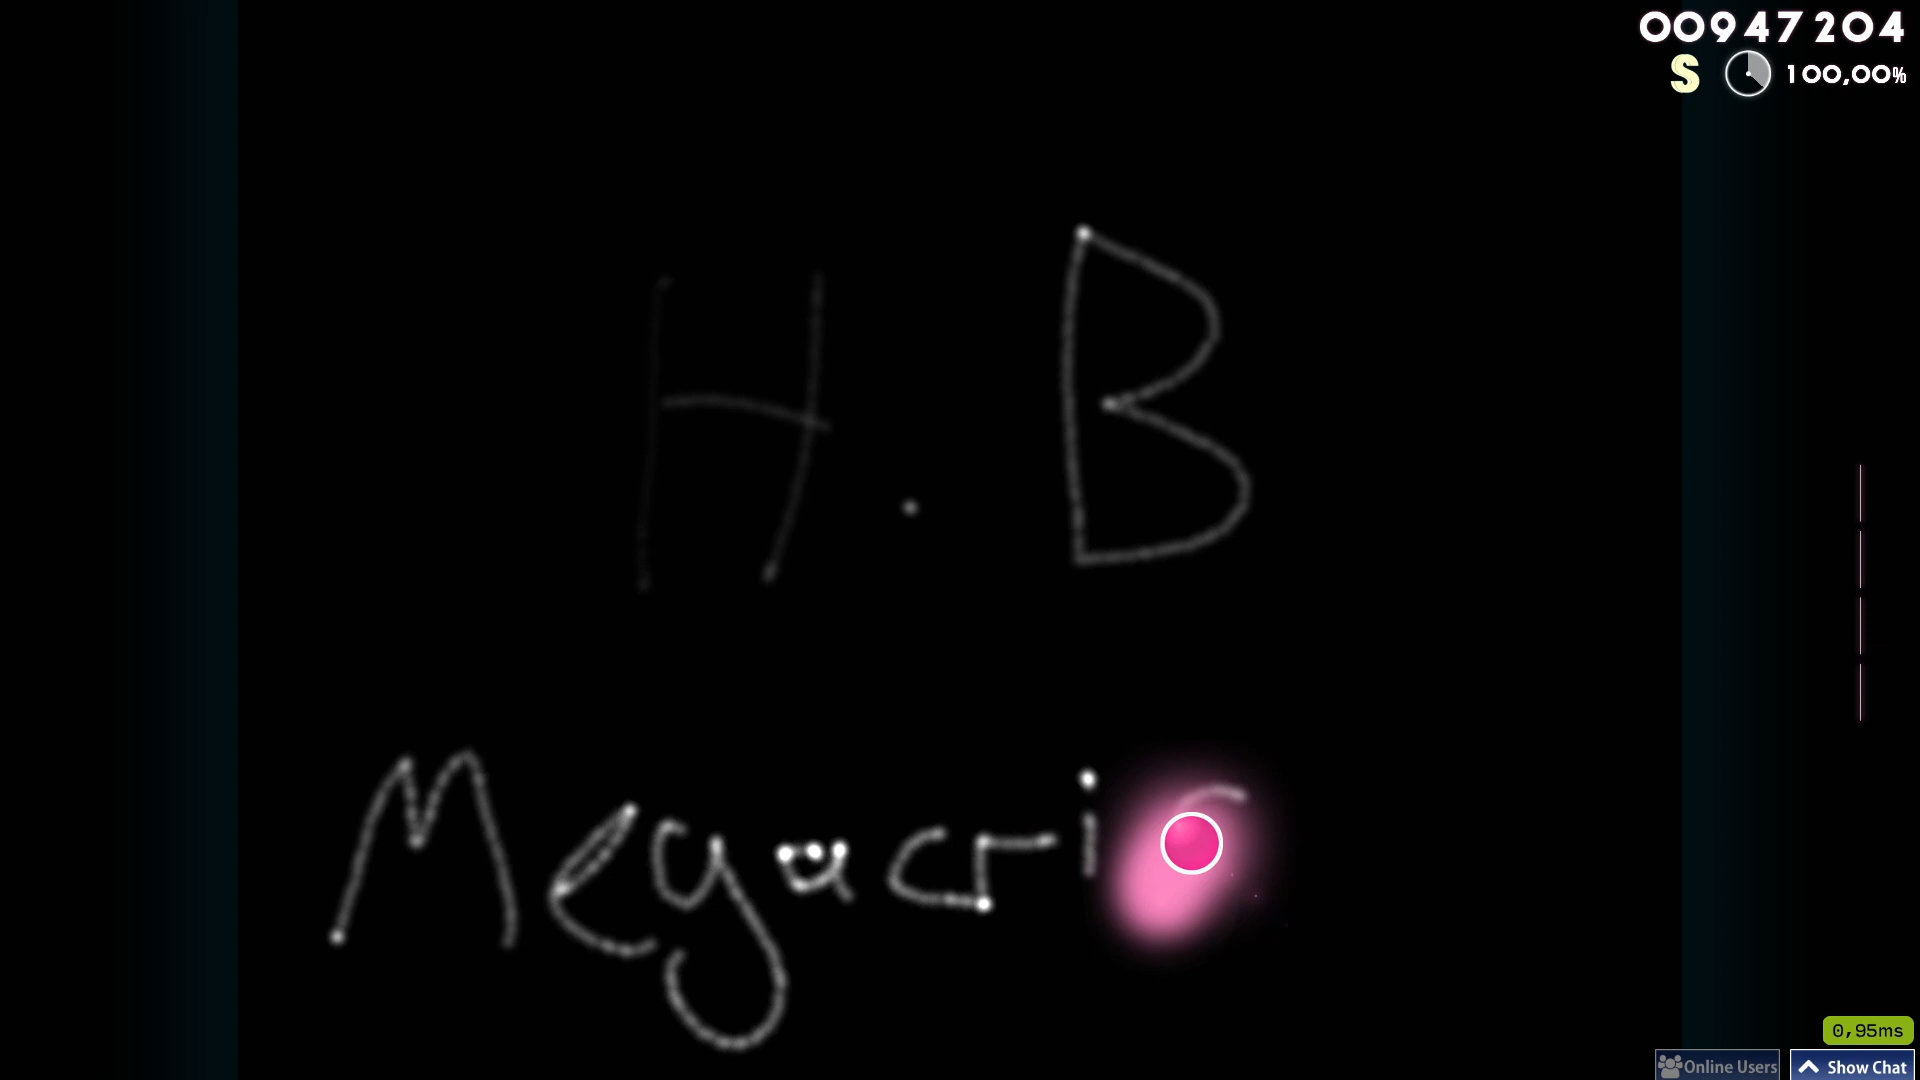 00947204
S 100,00%
H.B
Megacri
0,95ms
Online Users
Show Chat